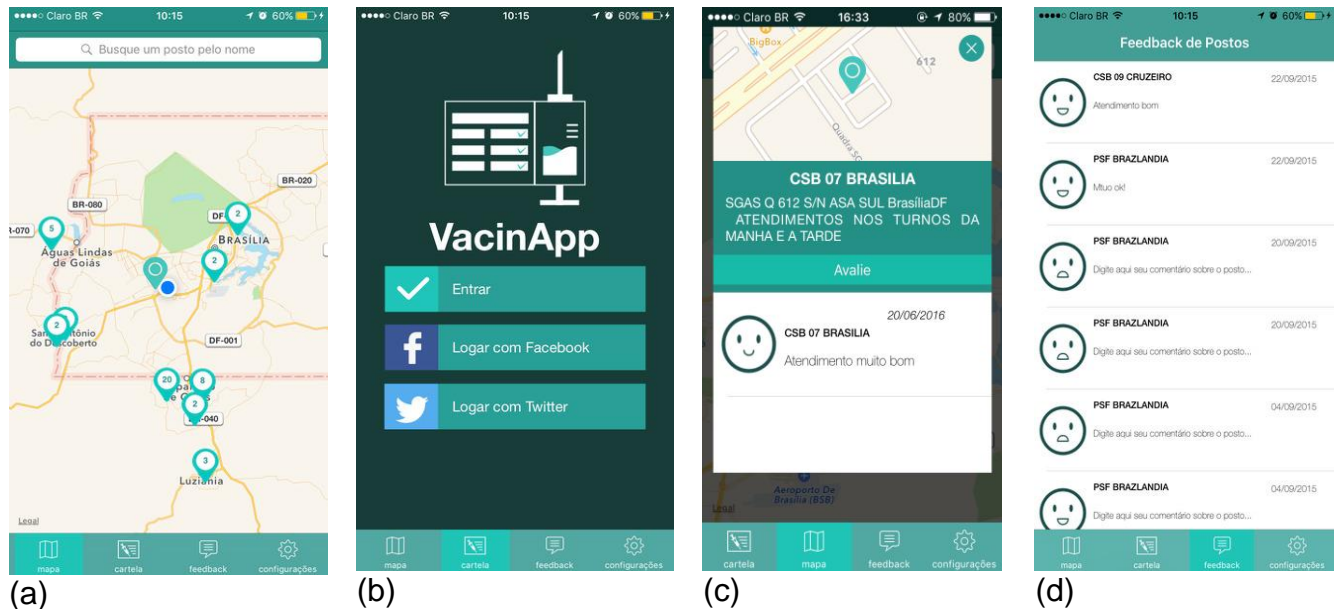 ●●●●○ Claro BR 10:15 60%
Busque um posto pelo nome
BR-020
BR-080
DF-
2
BRASÍLIA
5
Águas Lindas
de Goiás
2
2
DF-001
20
8
2
-040
3
Luziânia
Legal
mapa
cartela
feedback
configurações
(a)
●●●●○ Claro BR 10:15 60%
VacinApp
Entrar
Logar com Facebook
Logar com Twitter
mapa
cartela
feedback
configurações
(b)
●●●●○ Claro BR 16:33 80%
BigBox
612
CSB 07 BRASILIA
SGAS Q 612 S/N ASA SUL BrasíliaDF
ATENDIMENTOS NOS TURNOS DA
MANHA E A TARDE
Avalie
20/06/2016
CSB 07 BRASILIA
Atendimento muito bom
Aeroporto De
Brasília (BSB)
Legal
cartela
mapa
feedback
configurações
(c)
●●●●○ Claro BR 10:15 60%
Feedback de Postos
CSB 09 CRUZEIRO 22/09/2015
Atendimento bom
PSF BRAZLANDIA 22/09/2015
Mtuo ok!
PSF BRAZLANDIA 20/09/2015
Digite aqui seu comentário sobre o posto...
PSF BRAZLANDIA 20/09/2015
Digite aqui seu comentário sobre o posto...
PSF BRAZLANDIA 04/09/2015
Digite aqui seu comentário sobre o posto...
PSF BRAZLANDIA 04/09/2015
Digite aqui seu comentário sobre o posto...
mapa
cartela
feedback
configurações
(d)